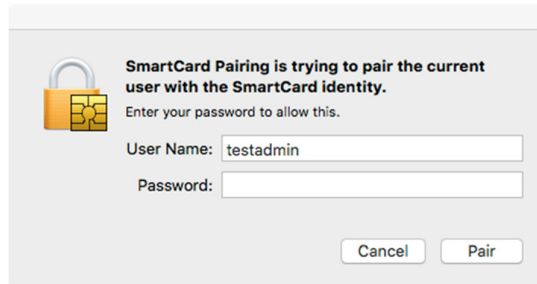 SmartCard Pairing is trying to pair the current
user with the SmartCard identity.
Enter your password to allow this.
User Name: testadmin
Password:
Cancel Pair